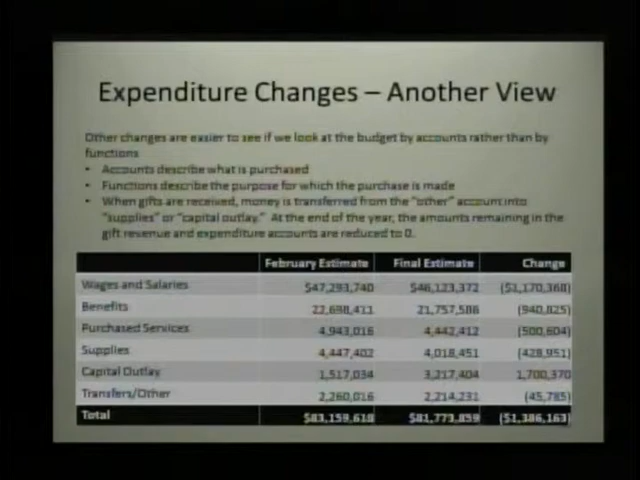 Expenditure Changes – Another View
Other changes are easier to see if we look at the budget by accounts rather than by
functions
• Accounts describe what is purchased
• Functions describe the purpose for which the purchase is made
• When gifts are received, money is transferred from the "other" account into
"supplies" or "capital outlay." At the end of the year, the amounts remaining in the
gift revenue and expenditure accounts are reduced to 0.
February Estimate Final Estimate Change
Wages and Salaries $47,293,740 $46,123,372 ($1,170,368)
Benefits 22,698,411 21,757,586 (940,825)
Purchased Services 4,943,016 4,442,412 (500,604)
Supplies 4,447,402 4,018,451 (428,951)
Capital Outlay 1,517,034 3,217,404 1,700,370
Transfers/Other 2,260,016 2,214,231 (45,785)
Total ($1,386,163)